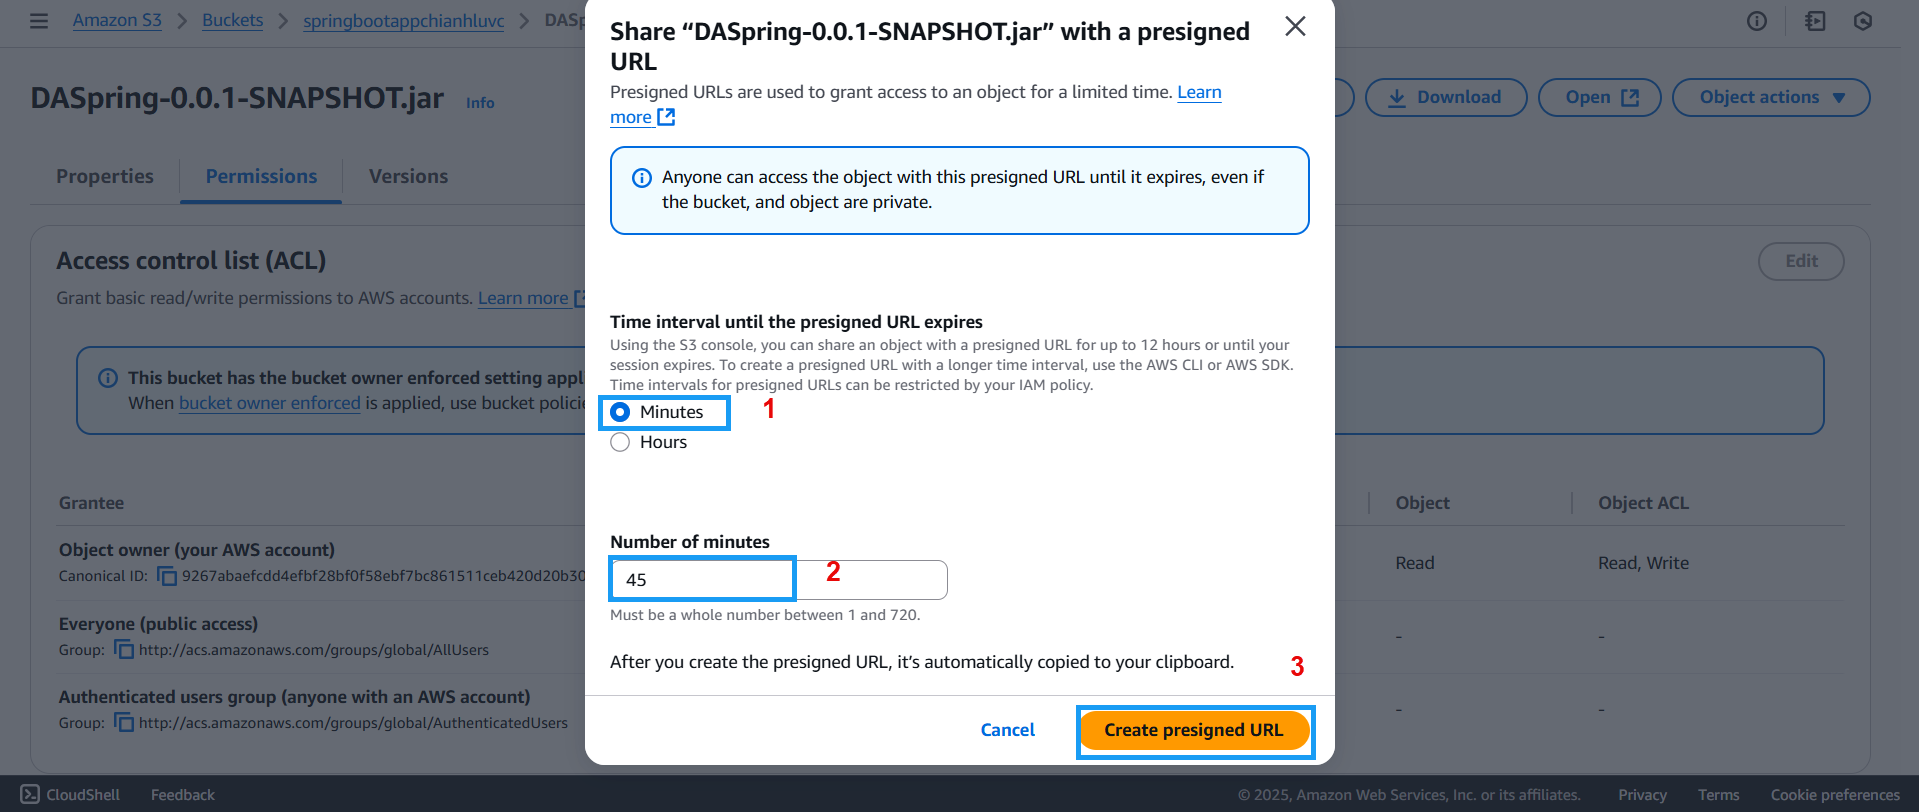 Amazon S3
Buckets
springbootappchianhluvc
Share “DASpring-0.0.1-SNAPSHOT.jar” with a presigned
URL
Presigned URLs are used to grant access to an object for a limited time. Learn
more
DASpring-0.0.1-SNAPSHOT.jar
Info
Download
Open
Object actions
Anyone can access the object with this presigned URL until it expires, even if
the bucket, and object are private.
Properties
Permissions
Versions
Access control list (ACL)
Edit
Grant basic read/write permissions to AWS accounts. Learn more
Time interval until the presigned URL expires
Using the S3 console, you can share an object with a presigned URL for up to 12 hours or until your
session expires. To create a presigned URL with a longer time interval, use the AWS CLI or AWS SDK.
Time intervals for presigned URLs can be restricted by your IAM policy.
This bucket has the bucket owner enforced setting
When bucket owner enforced is applied, use bucket
Minutes
1
Hours
Grantee
Object
Object ACL
Number of minutes
45
2
Must be a whole number between 1 and 720.
Object owner (your AWS account)
Canonical ID: 9267abaefcdd4efbf28bf0f58ebf7bc861511ceb420d20b30
Read
Read, Write
Everyone (public access)
Group: http://acs.amazonaws.com/groups/global/AllUsers
-
-
After you create the presigned URL, it’s automatically copied to your clipboard.
3
Authenticated users group (anyone with an AWS account)
Group: http://acs.amazonaws.com/groups/global/AuthenticatedUsers
-
-
Cancel
Create presigned URL
CloudShell
Feedback
© 2025, Amazon Web Services, Inc. or its affiliates.
Privacy
Terms
Cookie preferences